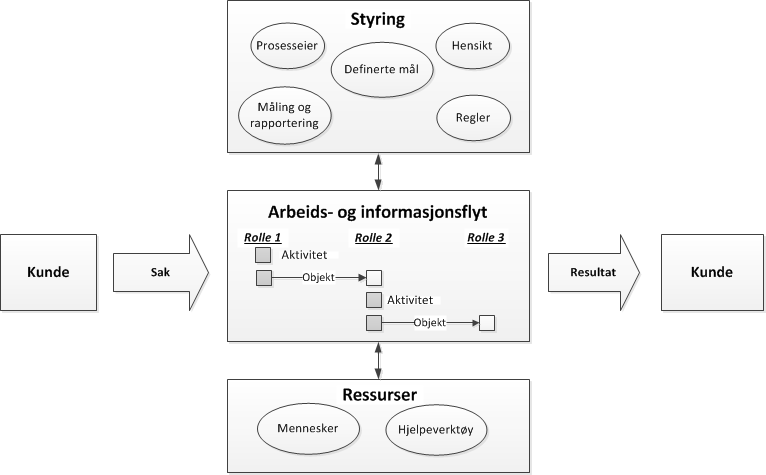 Styring
Prosesseier
Hensikt
Definerte mål
Måling og
rapportering
Regler
Arbeids- og informasjonsflyt
Rolle 1
Rolle 2
Rolle 3
Aktivitet
Objekt
Aktivitet
Objekt
Kunde
Sak
Resultat
Kunde
Ressurser
Mennesker
Hjelpeverktøy